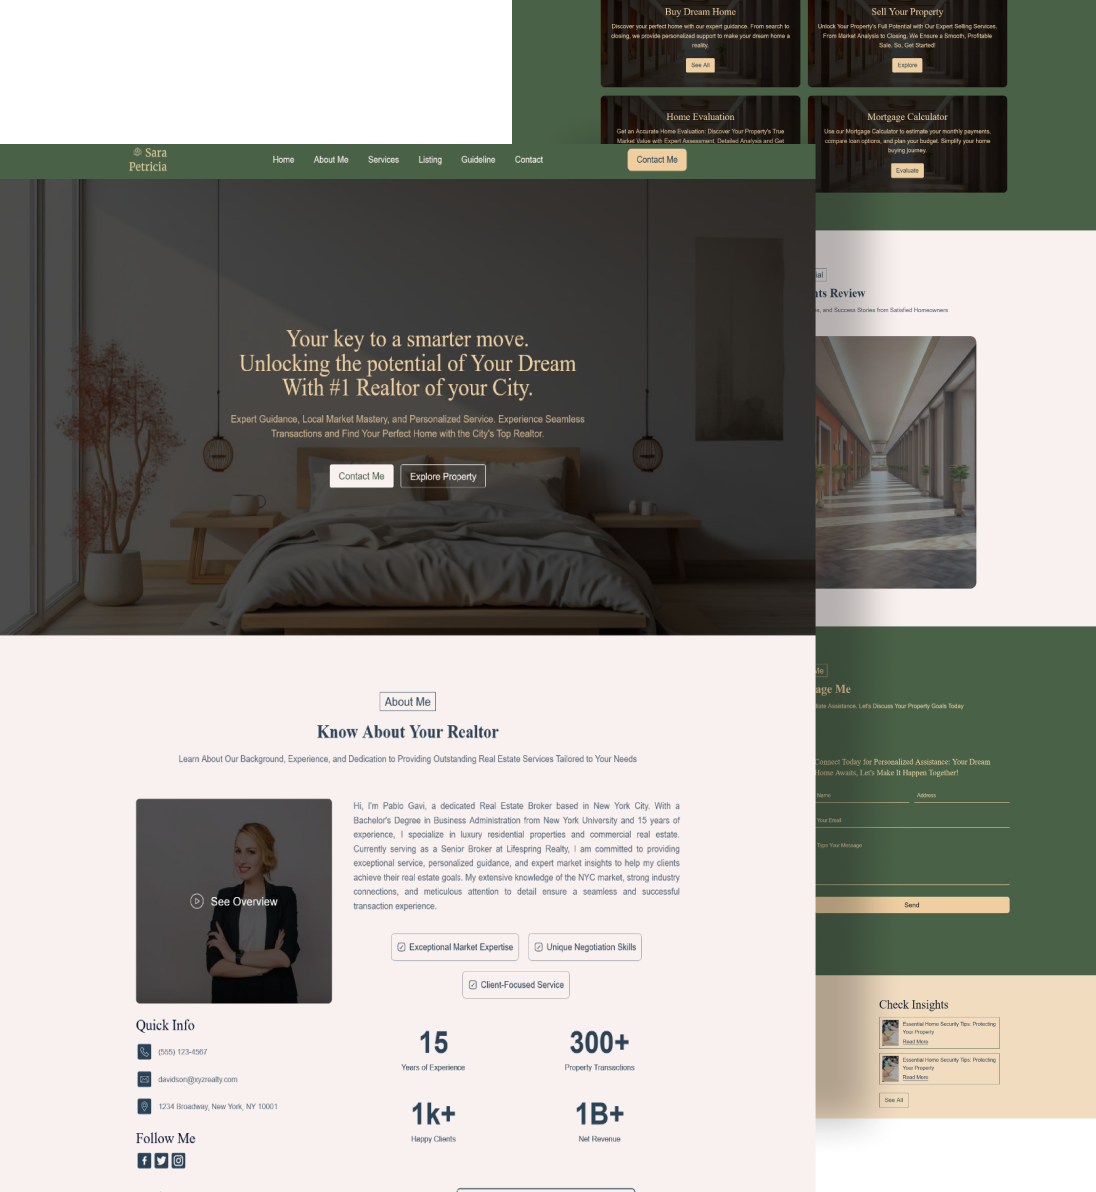 Buy Dream Home
Discover your perfect home with our expert guidance. From search to
closing, we provide personalized support to make your dream home a
reality.
See All
Sell Your Property
Unlock Your Property's Full Potential with Our Expert Selling Services.
From Market Analysis to Closing, We Ensure a Smooth, Profitable
Sale, So, Get Started!
Explore
Home Evaluation
Get an Accurate Home Evaluation: Discover Your Property's True
Market Value with Expert Assessment, Detailed Analysis and Get
Mortgage Calculator
Use our Mortgage Calculator to estimate your monthly payments,
compare loan options, and plan your budget. Simplify your home
buying journey.
Evaluate
Sara
Petricia
Home
About Me
Services
Listing
Guideline
Contact
Contact Me
Your key to a smarter move.
Unlocking the potential of Your Dream
With #1 Realtor of your City.
Expert Guidance, Local Market Mastery, and Personalized Service. Experience Seamless
Transactions and Find Your Perfect Home with the City's Top Realtor.
Contact Me
Explore Property
About Me
Know About Your Realtor
Learn About Our Background, Experience, and Dedication to Providing Outstanding Real Estate Services Tailored to Your Needs
See Overview
Hi, I'm Pablo Gavi, a dedicated Real Estate Broker based in New York City. With a
Bachelor's Degree in Business Administration from New York University and 15 years of
experience, I specialize in luxury residential properties and commercial real estate.
Currently serving as a Senior Broker at Lifespring Realty, I am committed to providing
exceptional service, personalized guidance, and expert market insights to help my clients
achieve their real estate goals. My extensive knowledge of the NYC market, strong industry
connections, and meticulous attention to detail ensure a seamless and successful
transaction experience.
Exceptional Market Expertise
Unique Negotiation Skills
Client-Focused Service
Quick Info
(555) 123-4567
davidson@xyzrealty.com
1234 Broadway, New York, NY 10001
Follow Me
15
Years of Experience
300+
Property Transactions
1k+
Happy Clients
1B+
Net Revenue
ial
nts Review
s, and Success Stories from Satisfied Homeowners
Me
age Me
diate Assistance. Let's Discuss Your Property Goals Today
Connect Today for Personalized Assistance: Your Dream
Home Awaits, Let's Make It Happen Together!
Name
Address
Your Email
Type Your Message
Send
Check Insights
Essential Home Security Tips: Protecting
Your Property
Read More
Essential Home Security Tips: Protecting
Your Property
Read More
See All